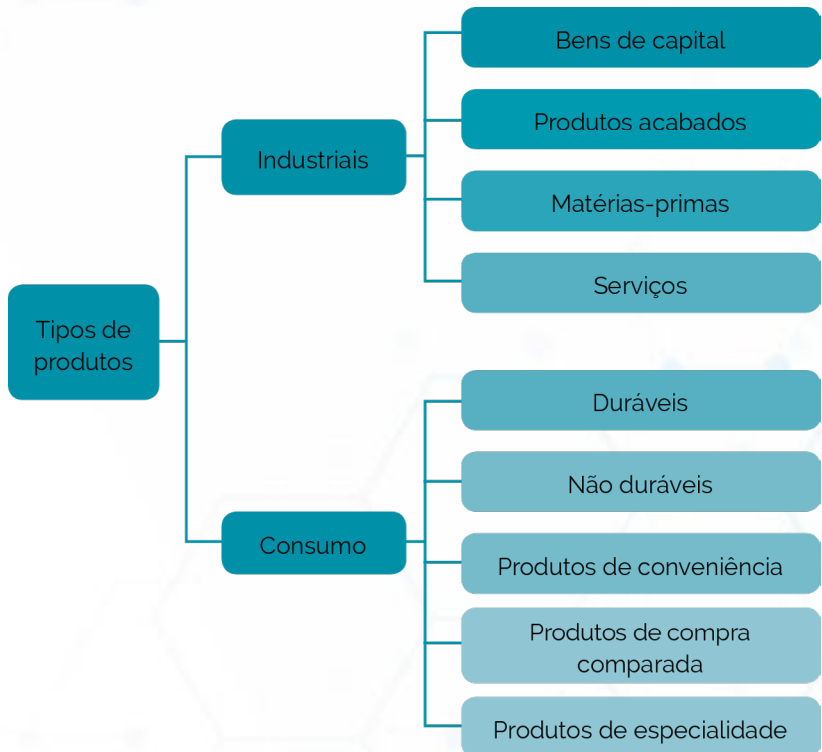 Tipos de
produtos
Industriais
Bens de capital
Produtos acabados
Matérias-primas
Serviços
Consumo
Duráveis
Não duráveis
Produtos de conveniência
Produtos de compra
comparada
Produtos de especialidade